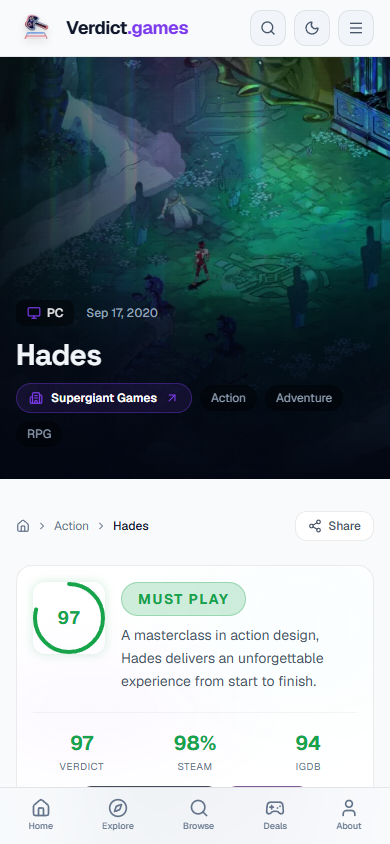 Verdict.games
PC
Sep 17, 2020
Hades
Supergiant Games
Action
Adventure
RPG
Action
Hades
Share
97
MUST PLAY
A masterclass in action design,
Hades delivers an unforgettable
experience from start to finish.
97
98%
94
VERDICT
STEAM
IGDB
Home
Explore
Browse
Deals
About